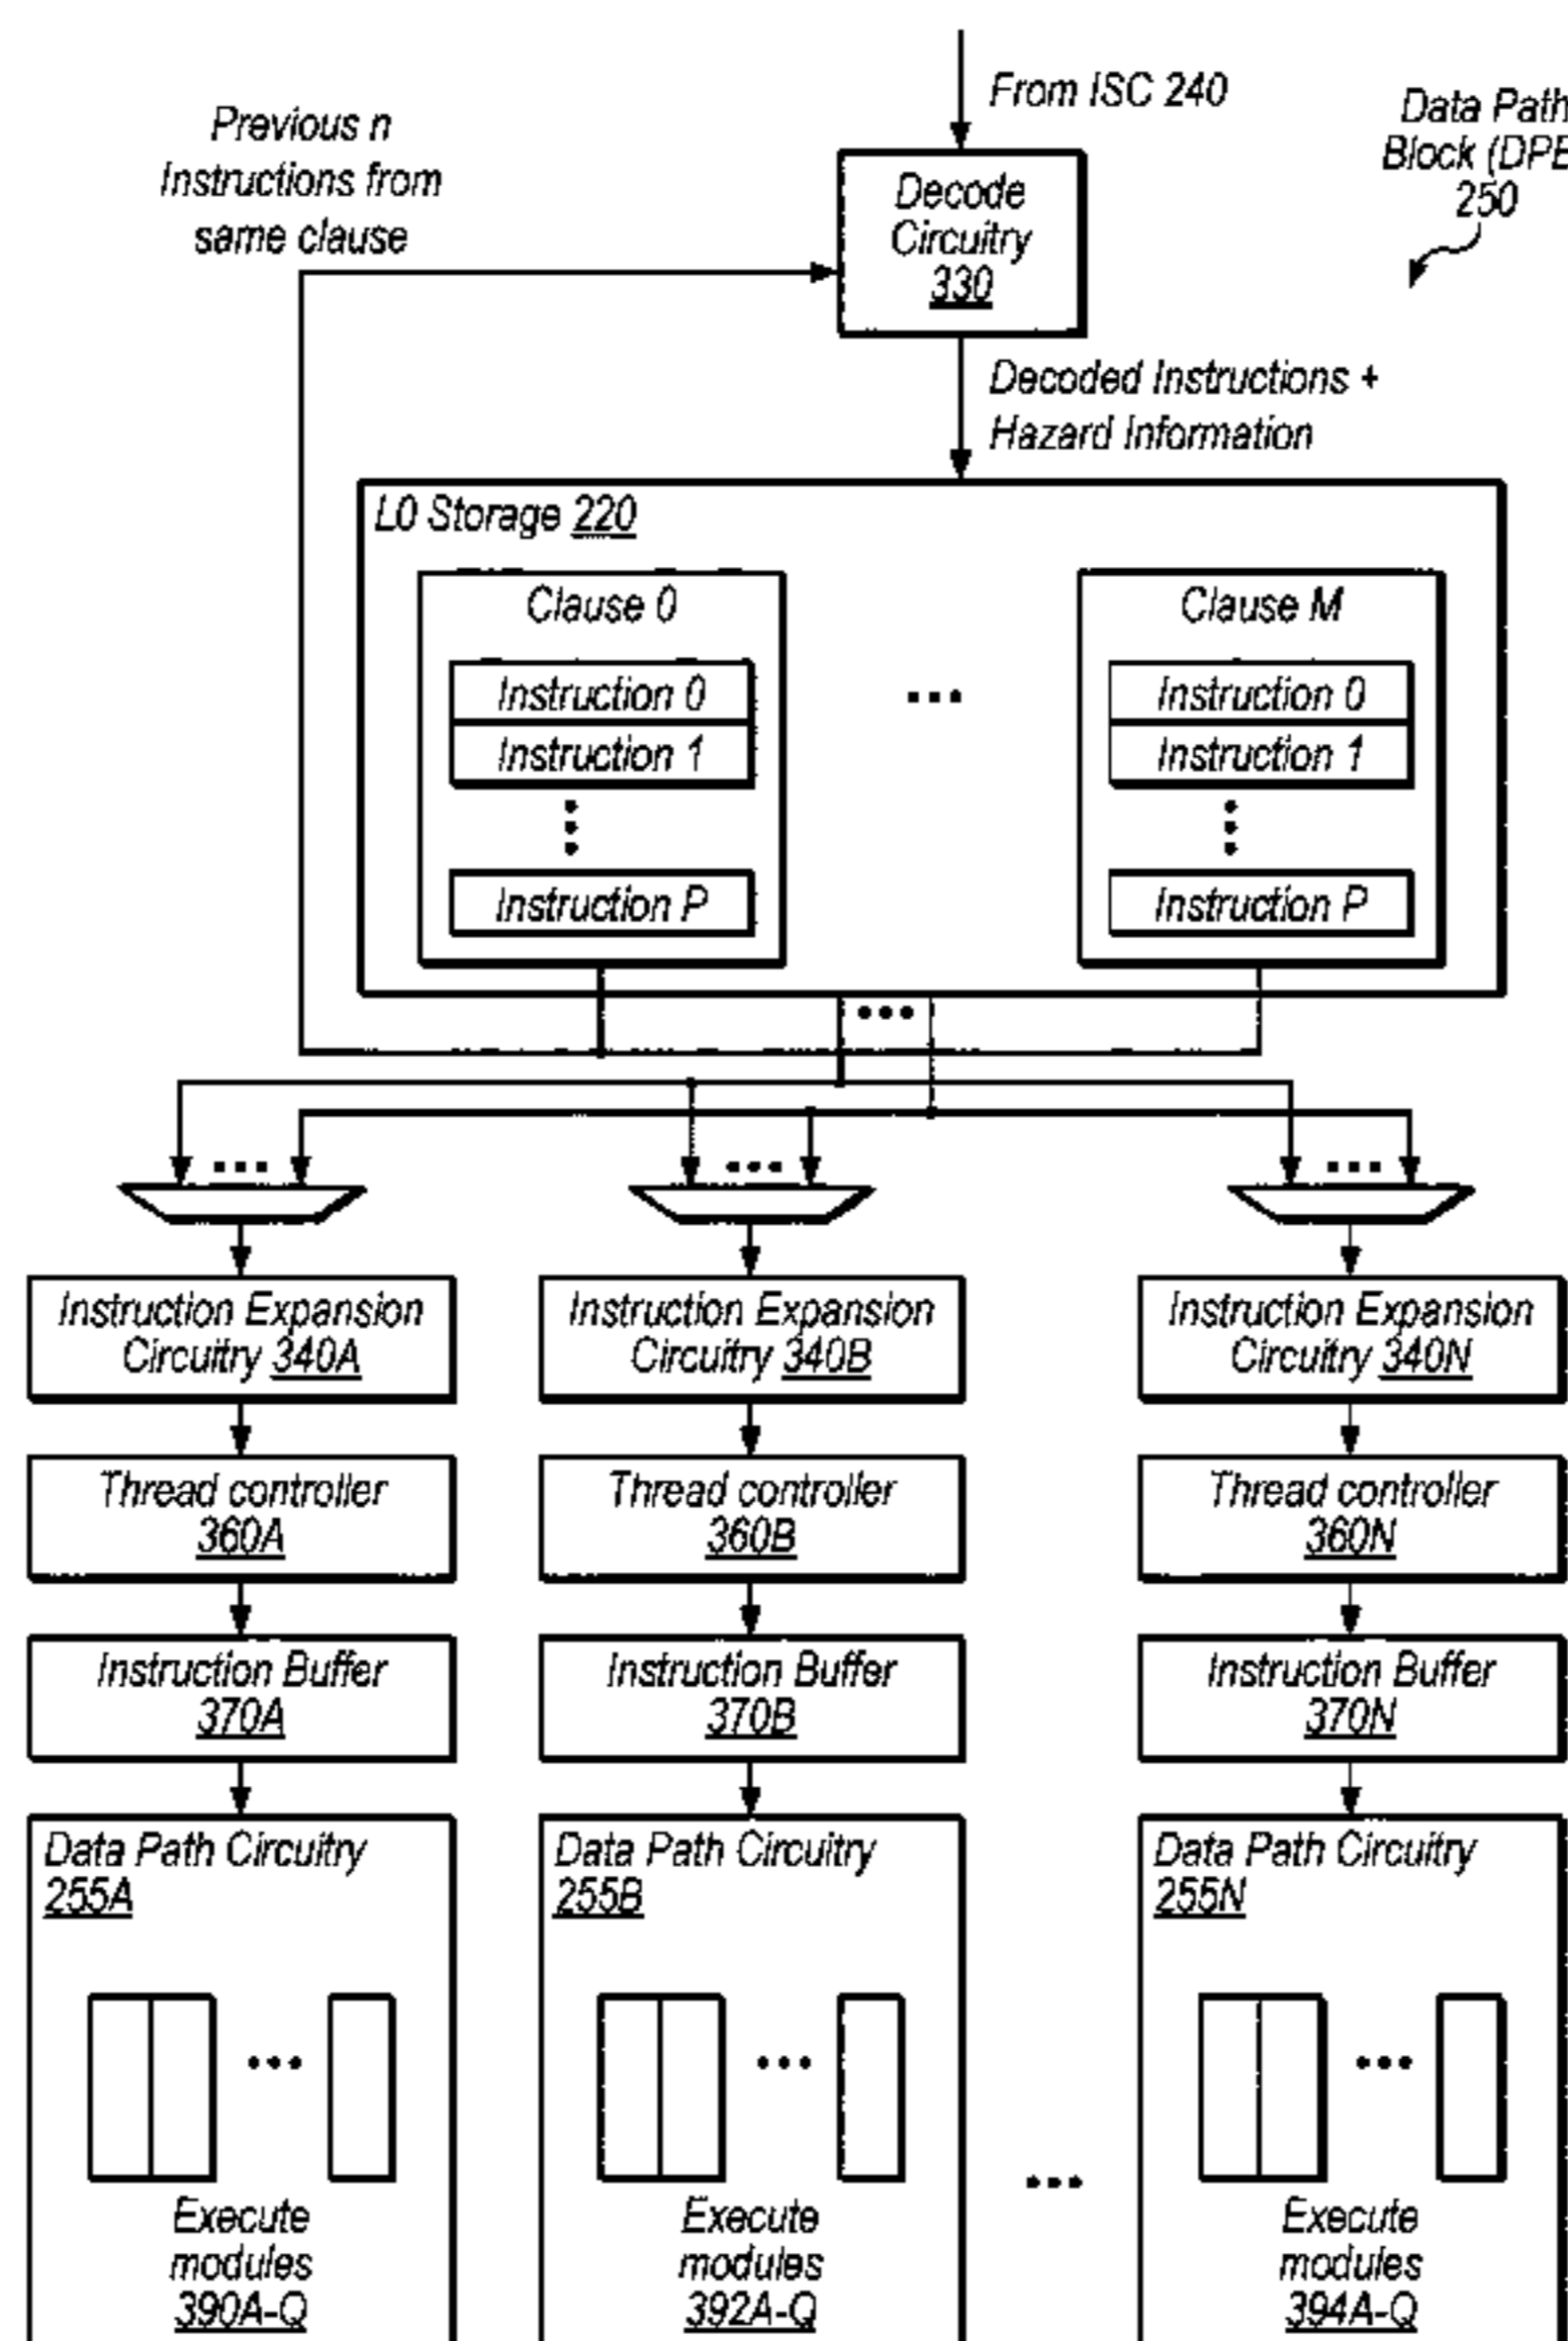 From ISC 240
Data Path
Block (DPB
250
Previous n
Instructions from
same clause
Decode
Circuitry
330
Decoded Instructions +
Hazard Information
L0 Storage 220
Clause 0
Instruction 0
Instruction 1
Instruction P
...
Clause M
Instruction 0
Instruction 1
Instruction P
...
Instruction Expansion
Circuitry 340A
Instruction Expansion
Circuitry 340B
Instruction Expansion
Circuitry 340N
Thread controller
360A
Thread controller
360B
Thread controller
360N
Instruction Buffer
370A
Instruction Buffer
370B
Instruction Buffer
370N
Data Path Circuitry
255A
...
Execute
modules
390A-Q
Data Path Circuitry
255B
...
Execute
modules
392A-Q
...
Data Path Circuitry
255N
...
Execute
modules
394A-Q